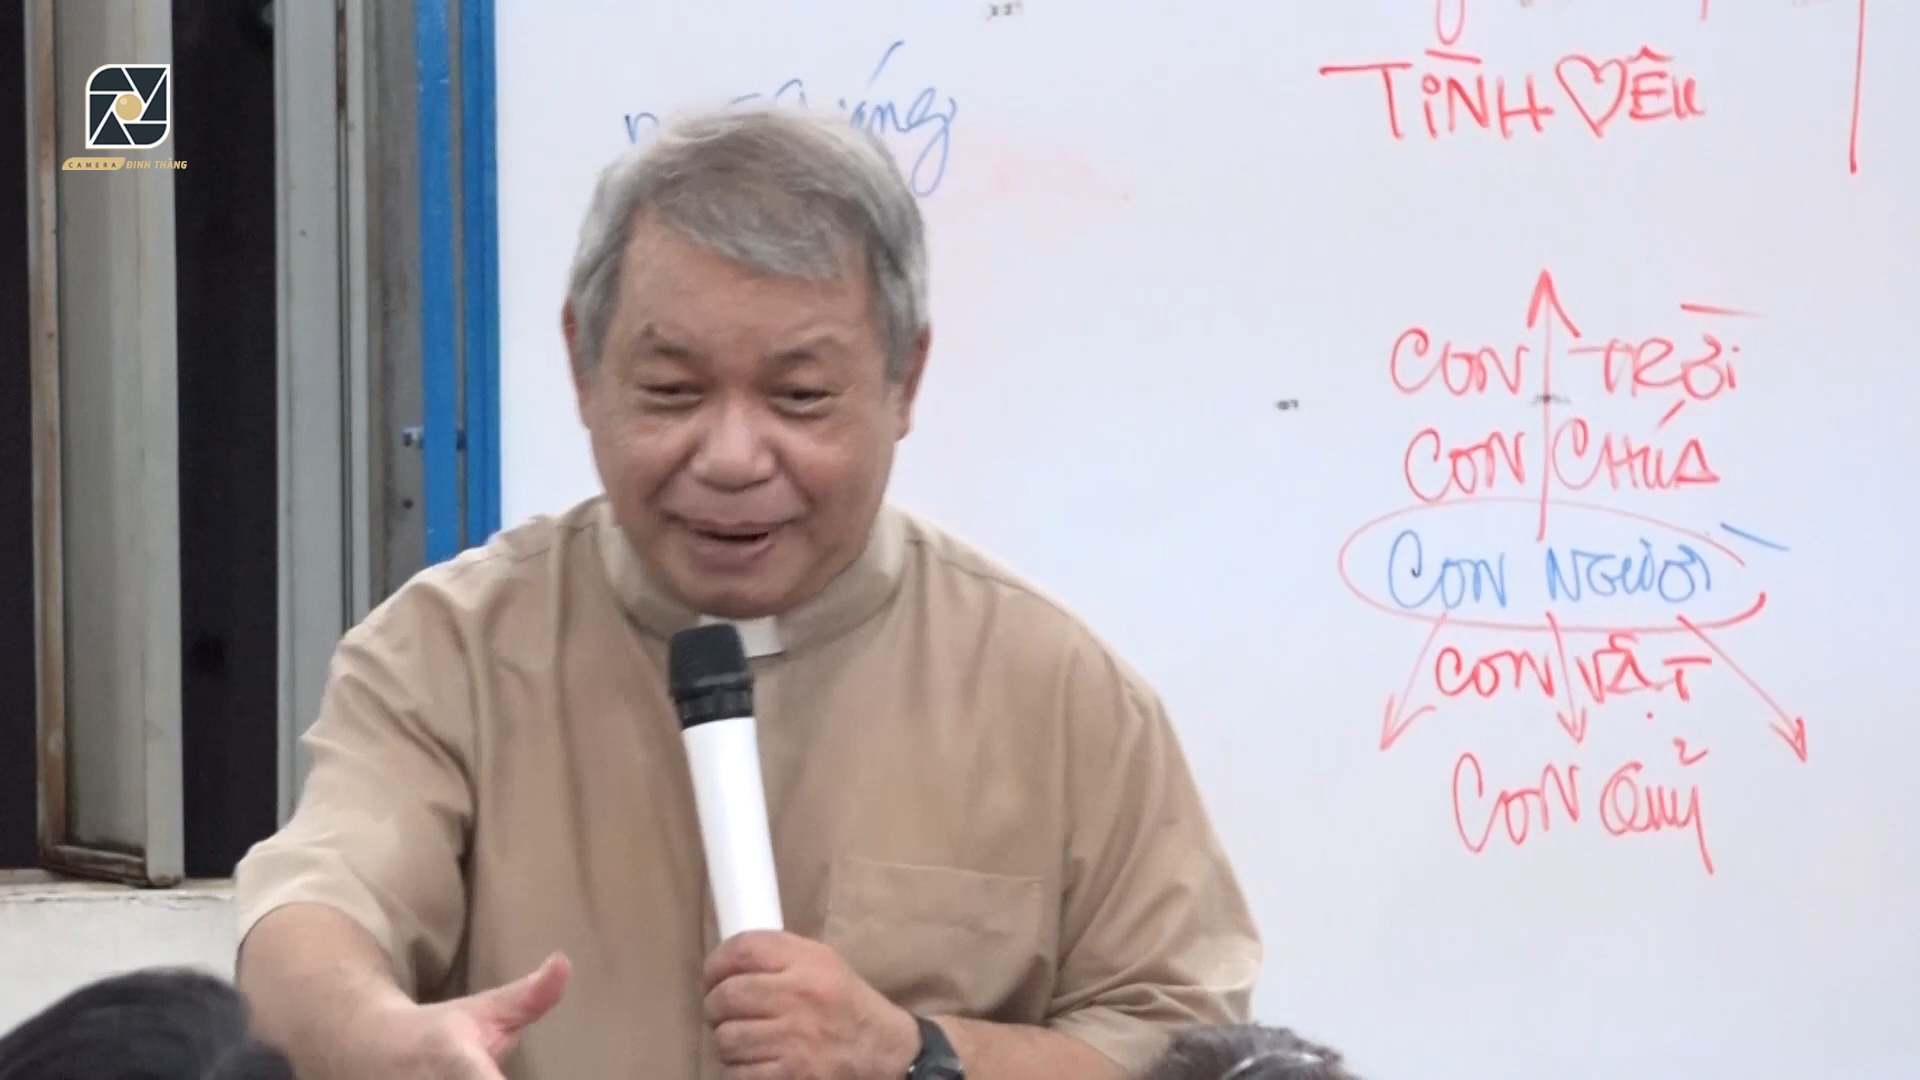 CAMERA ĐINH THẮNG
TÌNH YÊU
CON TRỜI
CON CHÚA
CON NGƯỜI
CON VẬT
CON QUỶ